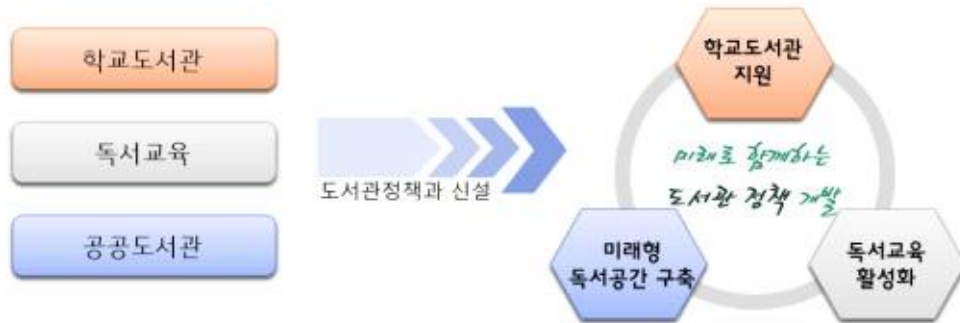 학교도서관
독서교육
공공도서관
도서관정책과 신설
학교도서관
지원
미래로 함께하는
도서관 정책 개발
미래형
독서공간 구축
독서교육
활성화